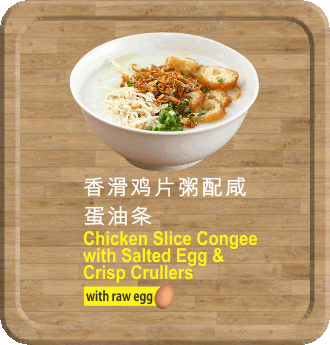 香滑鸡片粥配咸
蛋油条
Chicken Slice Congee
with Salted Egg &
Crisp Crullers
with raw egg